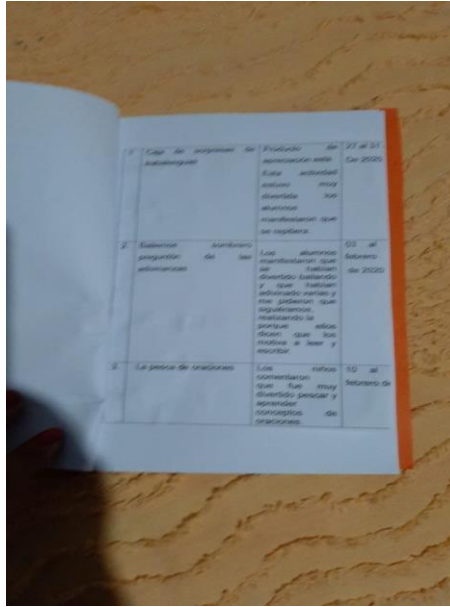 Caja de sorpresas de
trabalenguas
Producto de
apreciación este
Esta actividad
estuvo muy
divertida los
alumnos
manifestaron que
se repitiera
27 al 31
De 2020
2 Bailemos sombrero
preguntón de las
adivinanzas
Los alumnos
manifestaron que
se habían
divertido bailando
y que habían
adivinado varias y
me pidieron que
siguiéramos,
realizando la
porque ellos
dicen que los
motiva a leer y
escribir.
03 al
febrero
de 2020
3 La pesca de oraciones
Los niños
comentaron
que fue muy
divertido pescar y
aprender
conceptos de
oraciones.
10 al
febrero de